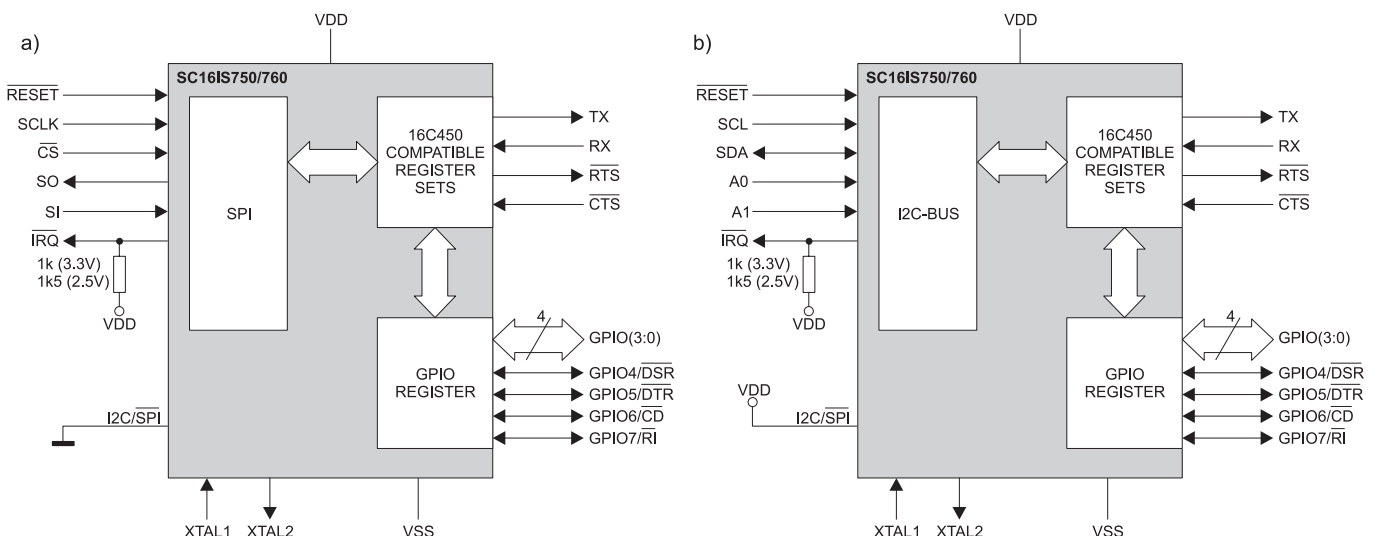 a)
VDD
SC16IS750/760
RESET
SCLK
CS
SO
SI
IRQ
1k (3.3V)
1k5 (2.5V)
VDD
I2C/SPI
SPI
16C450
COMPATIBLE
REGISTER
SETS
TX
RX
RTS
CTS
4
GPIO(3:0)
GPIO
REGISTER
GPIO4/DSR
GPIO5/DTR
GPIO6/CD
GPIO7/RI
XTAL1
XTAL2
VSS
b)
VDD
SC16IS750/760
RESET
SCL
SDA
A0
A1
IRQ
1k (3.3V)
1k5 (2.5V)
VDD
VDD
I2C/SPI
I2C-BUS
16C450
COMPATIBLE
REGISTER
SETS
TX
RX
RTS
CTS
4
GPIO(3:0)
GPIO
REGISTER
GPIO4/DSR
GPIO5/DTR
GPIO6/CD
GPIO7/RI
XTAL1
XTAL2
VSS